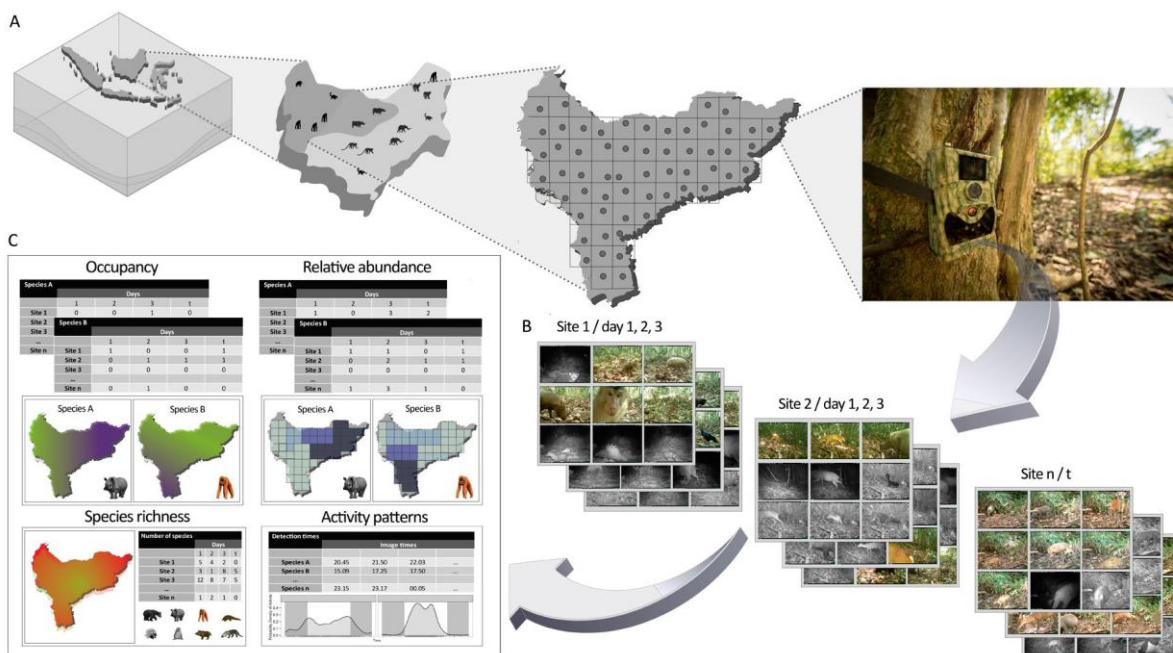 A
C
Occupancy
Species A
Days
1 2 3 t
Site 1 0 0 1 0
Site 2
Site 3
...
Site n
Species B
Days
1 2 3 t
Site 1 1 0 0 1
Site 2 0 1 1 1
Site 3 0 0 0 0
...
Site n 0 1 0 0
Species A
Species B
Relative abundance
Species A
Days
1 2 3 t
Site 1 1 0 3 2
Site 2
Site 3
...
Site n
Species B
Days
1 2 3 t
Site 1 1 1 0 1
Site 2 0 2 1 1
Site 3 0 0 0 0
...
Site n 1 3 1 0
Species A
Species B
Species richness
Number of species Days
1 2 3 t
Site 1 5 4 2 0
Site 2 3 1 8 5
Site 3 12 8 7 5
...
Site n 1 2 1 0
Activity patterns
Detection times
Image times
Species A 20.45 21.50 22.03 ...
Species B 15.09 17.25 17.50 ...
...
Species n 23.15 23.17 00.05 ...
Time
B
Site 1 / day 1, 2, 3
Site 2 / day 1, 2, 3
Site n / t